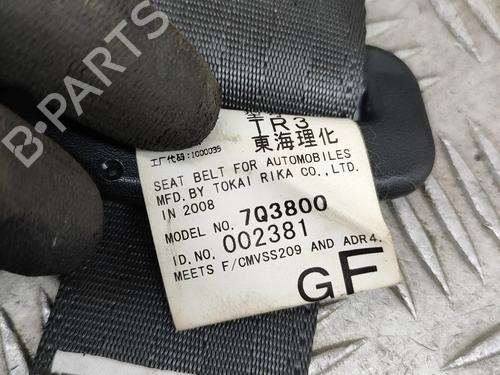 B-PARTS
TR3
工厂代码:1000035 東海理化
SEAT BELT FOR AUTOMOBILES
MFD. BY TOKAI RIKA CO., LTD.
IN 2008
MODEL NO. 7Q3800
ID. NO. 002381
MEETS F/CMVSS209 AND ADR4.
GF